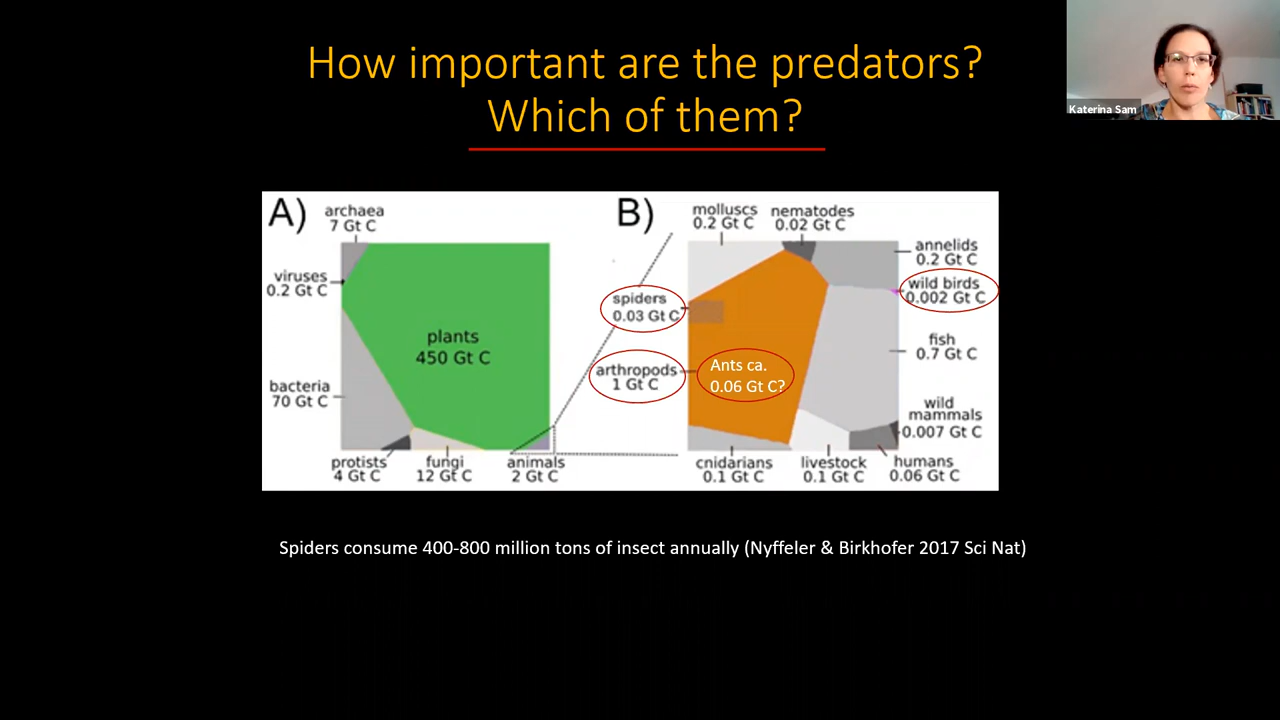 How important are the predators?
Which of them?
Katerina Sam
A)
archaea
7 Gt C
viruses
0.2 Gt C
plants
450 Gt C
bacteria
70 Gt C
protists
4 Gt C
fungi
12 Gt C
animals
2 Gt C
B)
molluscs
0.2 Gt C
nematodes
0.02 Gt C
annelids
0.2 Gt C
wild birds
0.002 Gt C
spiders
0.03 Gt C
fish
0.7 Gt C
arthropods
1 Gt C
Ants ca.
0.06 Gt C?
wild
mammals
0.007 Gt C
cnidarians
0.1 Gt C
livestock
0.1 Gt C
humans
0.06 Gt C
Spiders consume 400-800 million tons of insect annually (Nyffeler & Birkhofer 2017 Sci Nat)